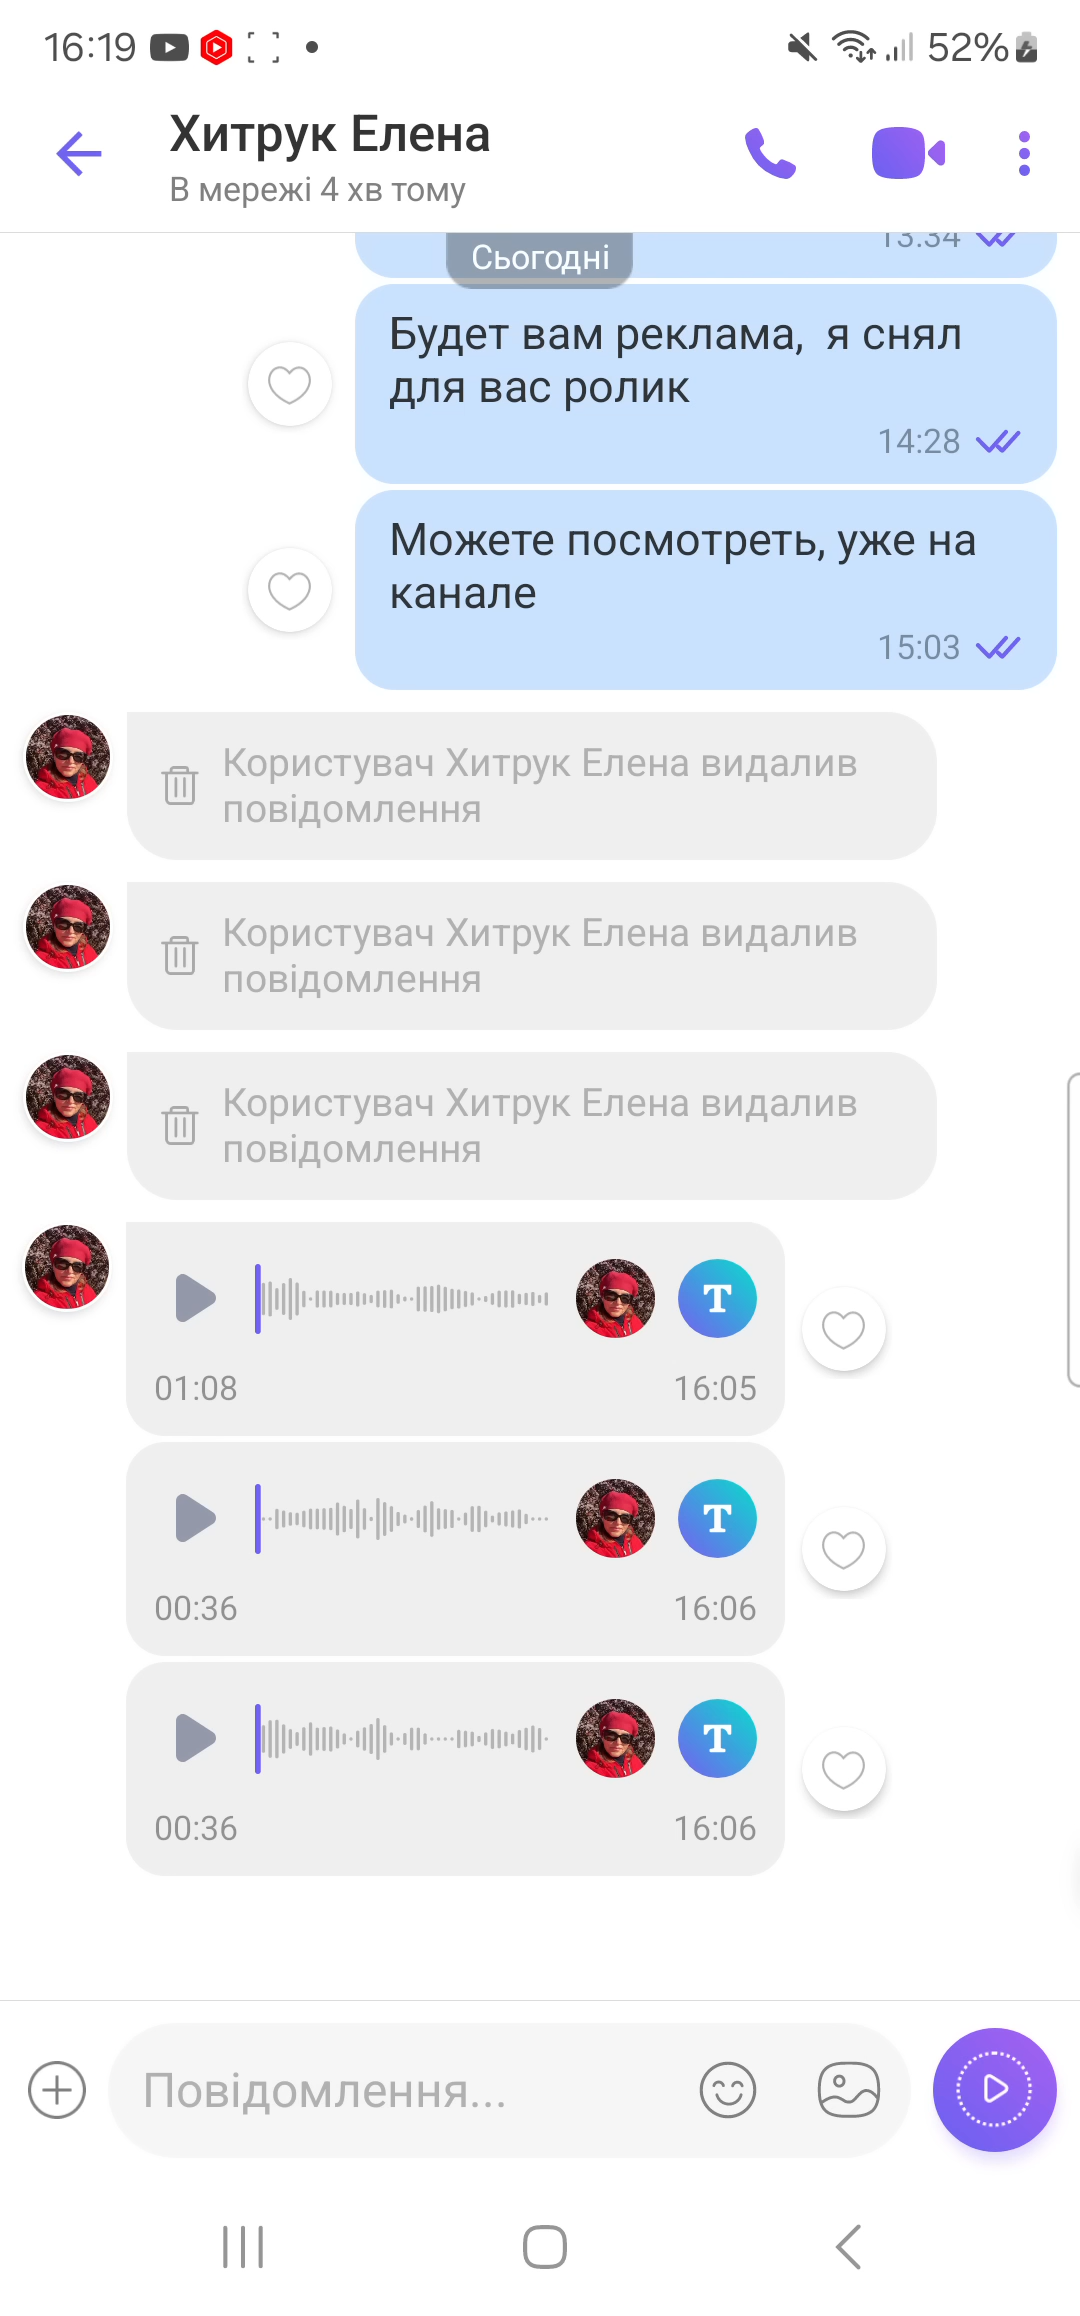 16:19
52%
Хитрук Елена
В мережі 4 хв тому
13:34
Сьогодні
Будет вам реклама,  я снял
для вас ролик
14:28
Можете посмотреть, уже на
канале
15:03
Користувач Хитрук Елена видалив
повідомлення
Користувач Хитрук Елена видалив
повідомлення
Користувач Хитрук Елена видалив
повідомлення
T
01:08
16:05
T
00:36
16:06
T
00:36
16:06
Повідомлення...